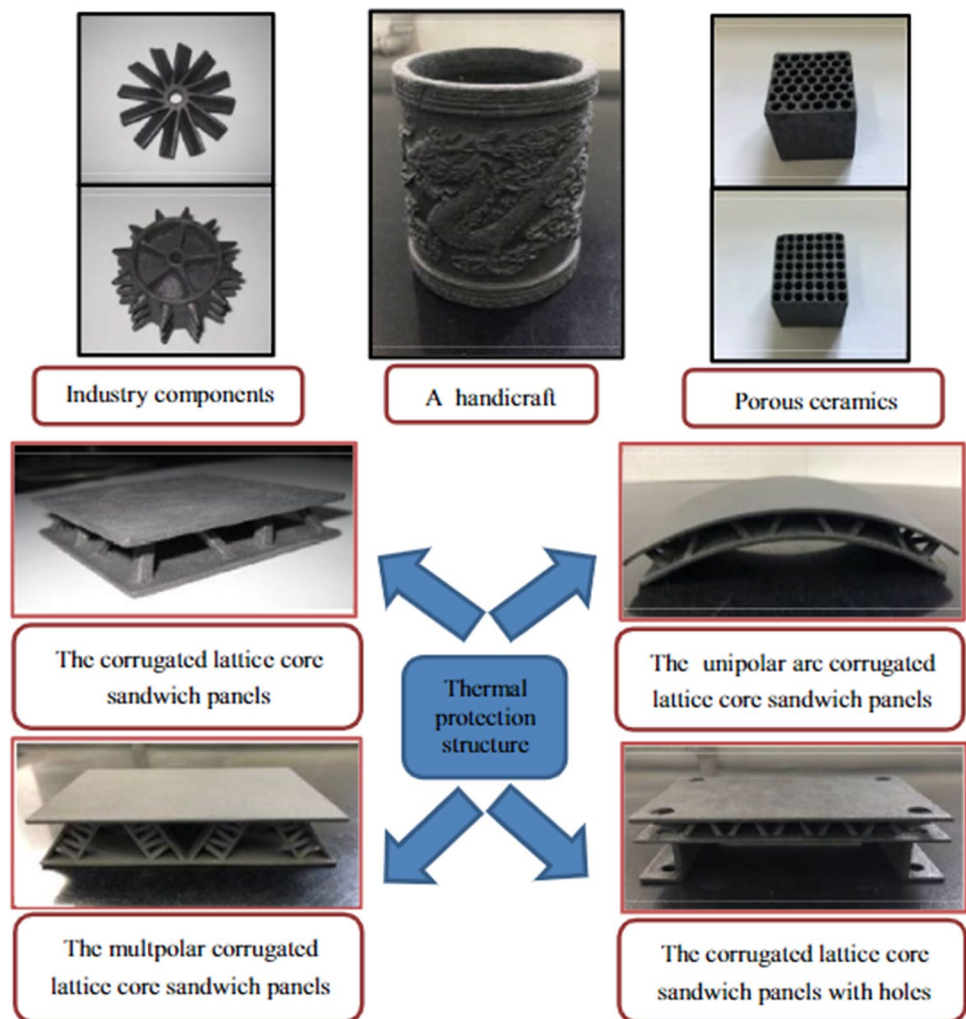 Industry components
A handicraft
Porous ceramics
The corrugated lattice core
sandwich panels
The unipolar arc corrugated
lattice core sandwich panels
Thermal
protection
structure
The multpolar corrugated
lattice core sandwich panels
The corrugated lattice core
sandwich panels with holes